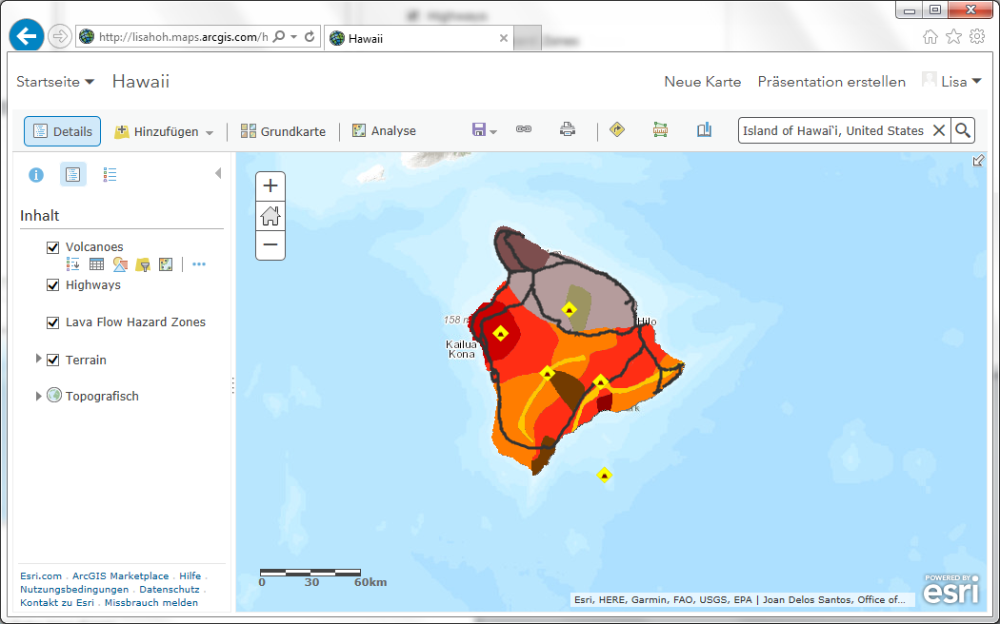 Highways
http://lisahoh.maps.arcgis.com/h
Hawaii
Startseite
Hawaii
Neue Karte
Präsentation erstellen
Lisa
Details
Hinzufügen
Grundkarte
Analyse
Island of Hawai`i, United States
Inhalt
Volcanoes
Highways
Lava Flow Hazard Zones
Terrain
Topografisch
158
Hilo
Kailua
Kona
0 30 60km
Esri.com . ArcGIS Marketplace . Hilfe .
Nutzungsbedingungen . Datenschutz .
Kontakt zu Esri . Missbrauch melden
Esri, HERE, Garmin, FAO, USGS, EPA | Joan Delos Santos, Office of...
POWERED BY
esri